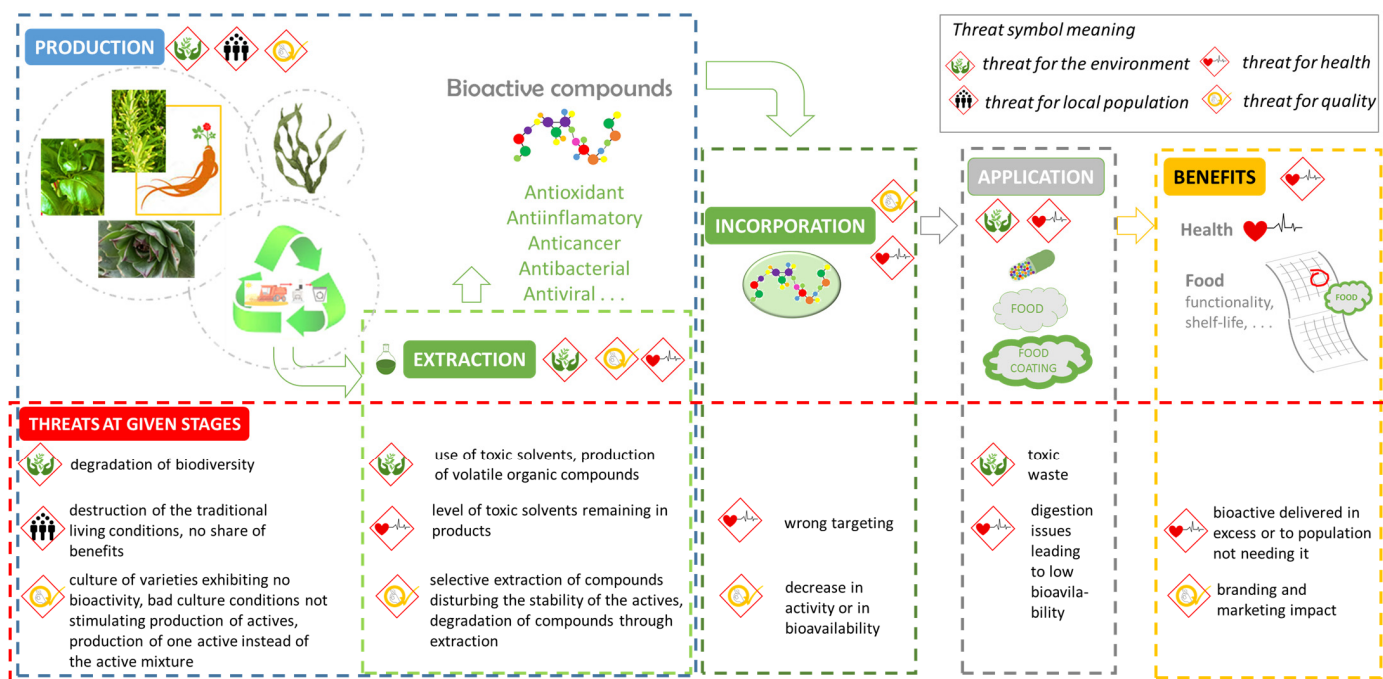 PRODUCTION
Bioactive compounds
Antioxidant
Antiinflamatory
Anticancer
Antibacterial
Antiviral . . .
EXTRACTION
Threat symbol meaning
threat for the environment
threat for health
threat for local population
threat for quality
INCORPORATION
APPLICATION
FOOD
FOOD
COATING
BENEFITS
Health
Food
functionality,
shelf-life, . . .
FOOD
THREATS AT GIVEN STAGES
degradation of biodiversity
destruction of the traditional
living conditions, no share of
benefits
culture of varieties exhibiting no
bioactivity, bad culture conditions not
stimulating production of actives,
production of one active instead of
the active mixture
use of toxic solvents, production
of volatile organic compounds
level of toxic solvents remaining in
products
selective extraction of compounds
disturbing the stability of the actives,
degradation of compounds through
extraction
wrong targeting
decrease in
activity or in
bioavailability
toxic
waste
digestion
issues
leading
to low
bioavaila-
bility
bioactive delivered in
excess or to population
not needing it
branding and
marketing impact